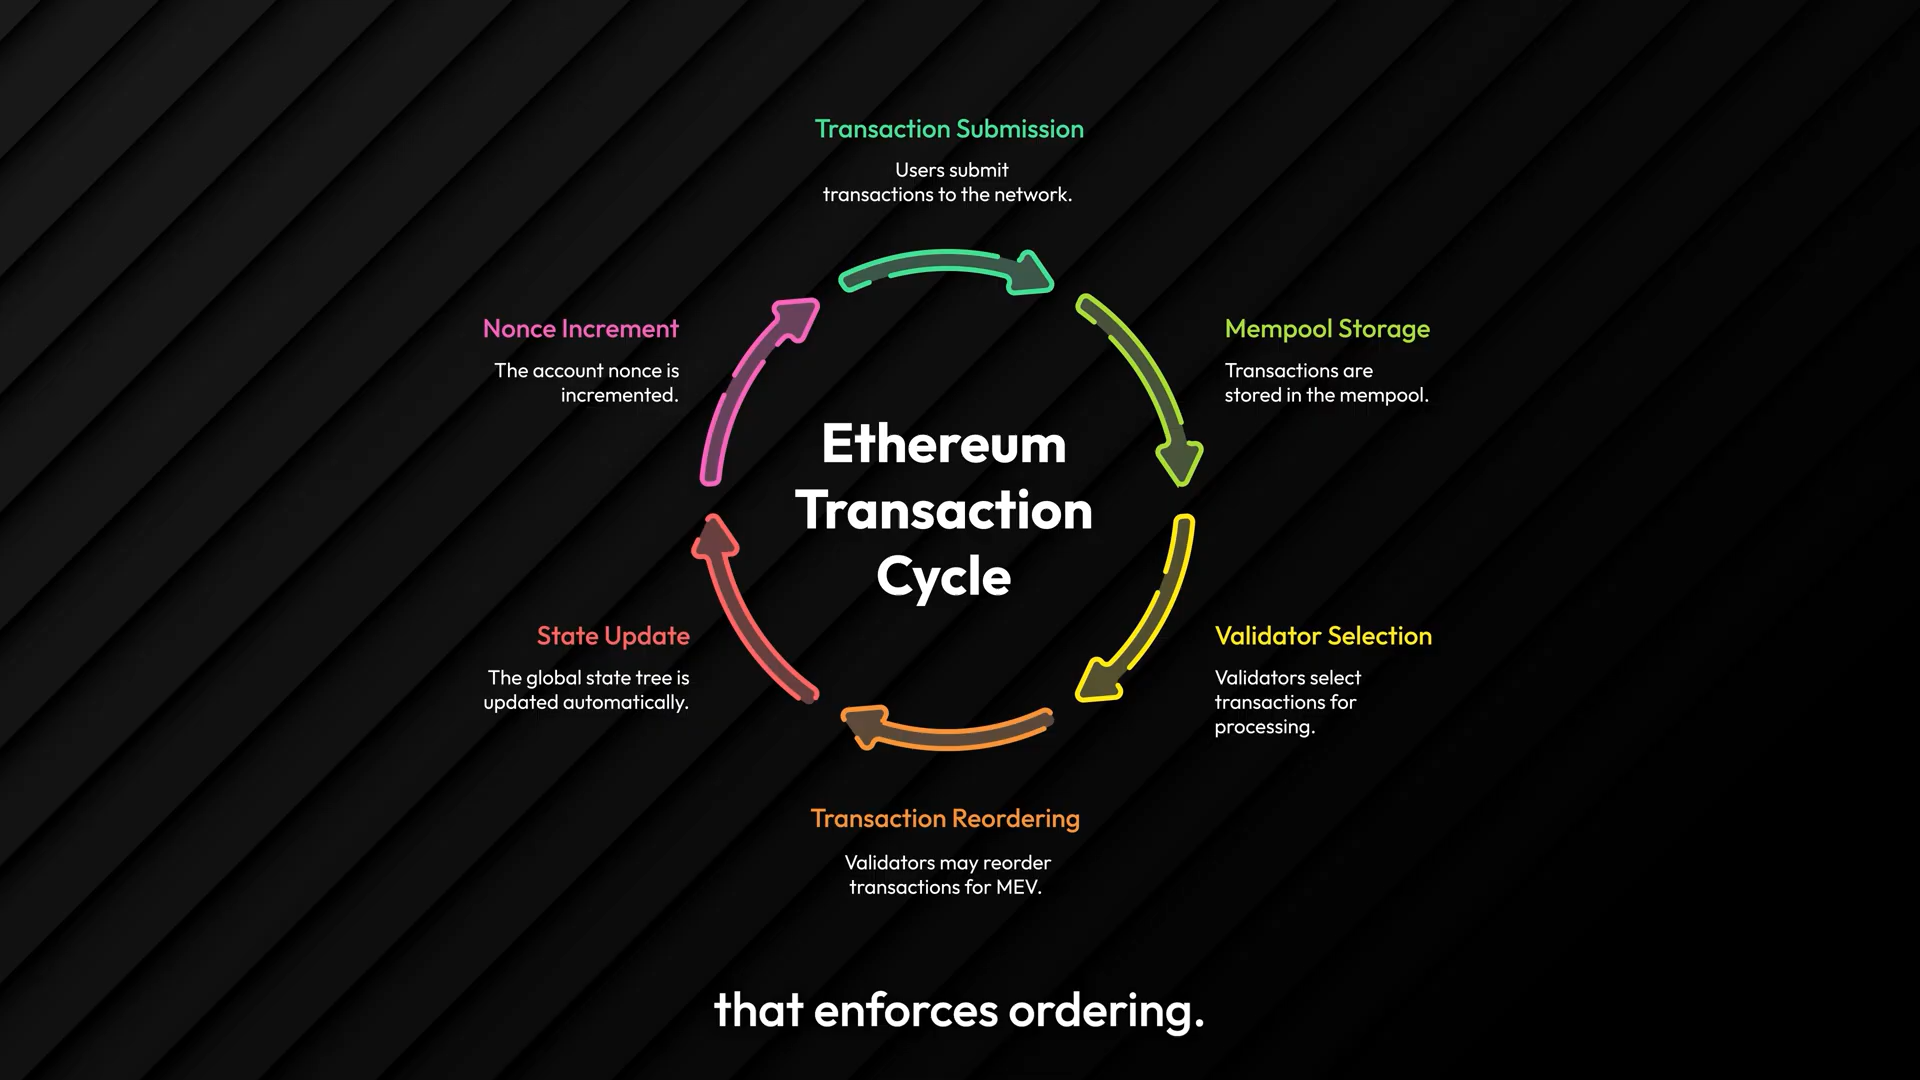 Transaction Submission
Users submit
transactions to the network.
Mempool Storage
Transactions are
stored in the mempool.
Validator Selection
Validators select
transactions for
processing.
Transaction Reordering
Validators may reorder
transactions for MEV.
State Update
The global state tree is
updated automatically.
Nonce Increment
The account nonce is
incremented.
Ethereum
Transaction
Cycle
that enforces ordering.